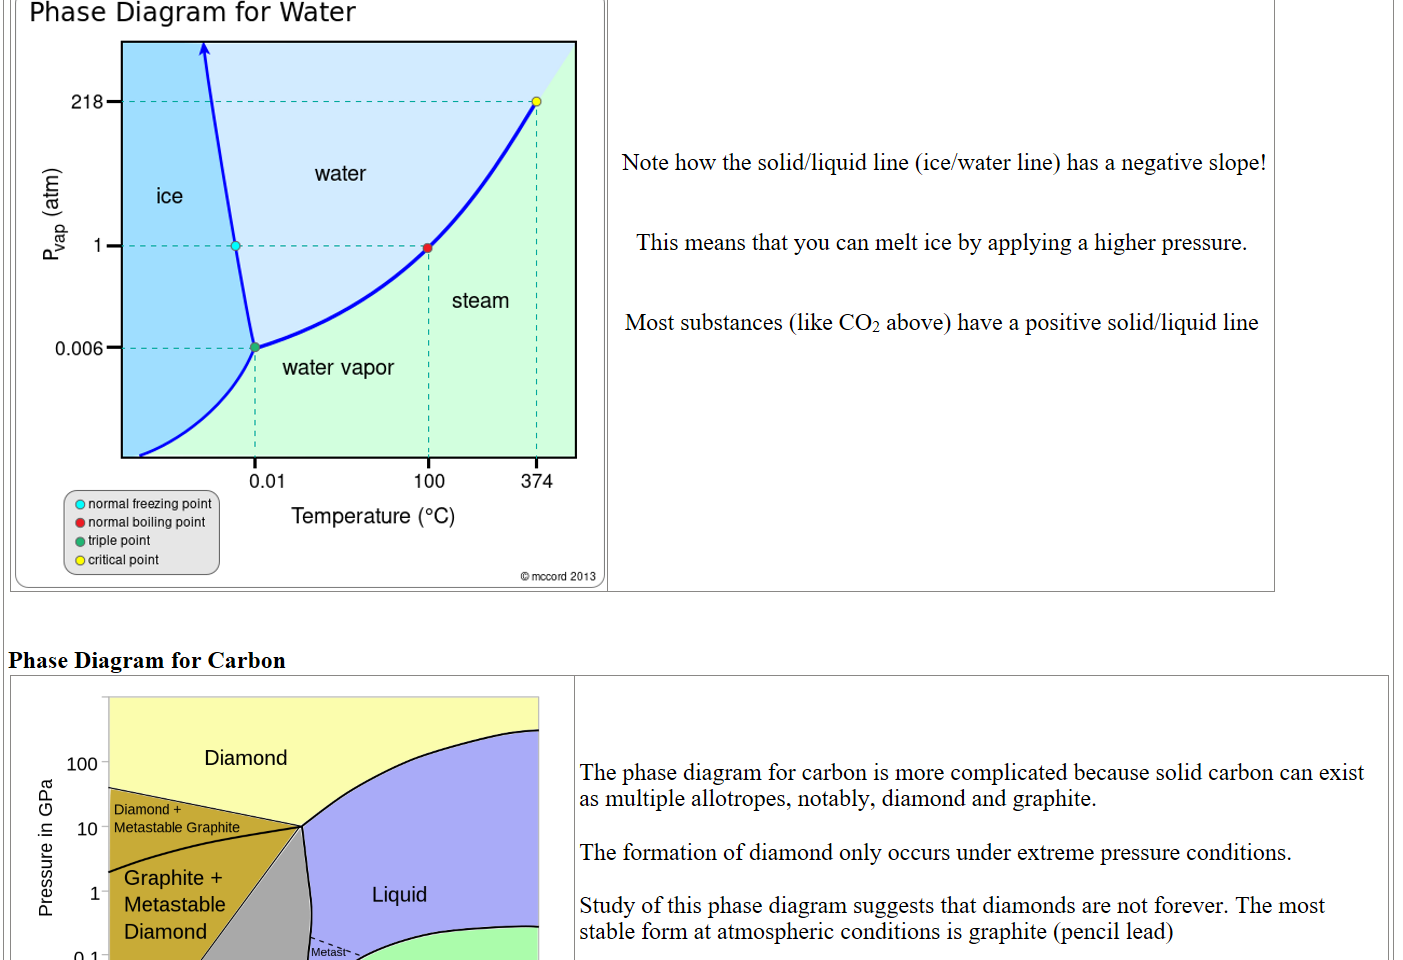 Phase Diagram for Water
218
P vap (atm)
water
ice
1
steam
0.006
water vapor
0.01 100 374
Temperature (°C)
normal freezing point
normal boiling point
triple point
critical point
© mccord 2013
Note how the solid/liquid line (ice/water line) has a negative slope!
This means that you can melt ice by applying a higher pressure.
Most substances (like CO₂ above) have a positive solid/liquid line
Phase Diagram for Carbon
Pressure in GPa
100
10
1
0.1
Diamond
Diamond +
Metastable Graphite
Graphite +
Metastable
Diamond
Liquid
Metast
The phase diagram for carbon is more complicated because solid carbon can exist
as multiple allotropes, notably, diamond and graphite.
The formation of diamond only occurs under extreme pressure conditions.
Study of this phase diagram suggests that diamonds are not forever. The most
stable form at atmospheric conditions is graphite (pencil lead)